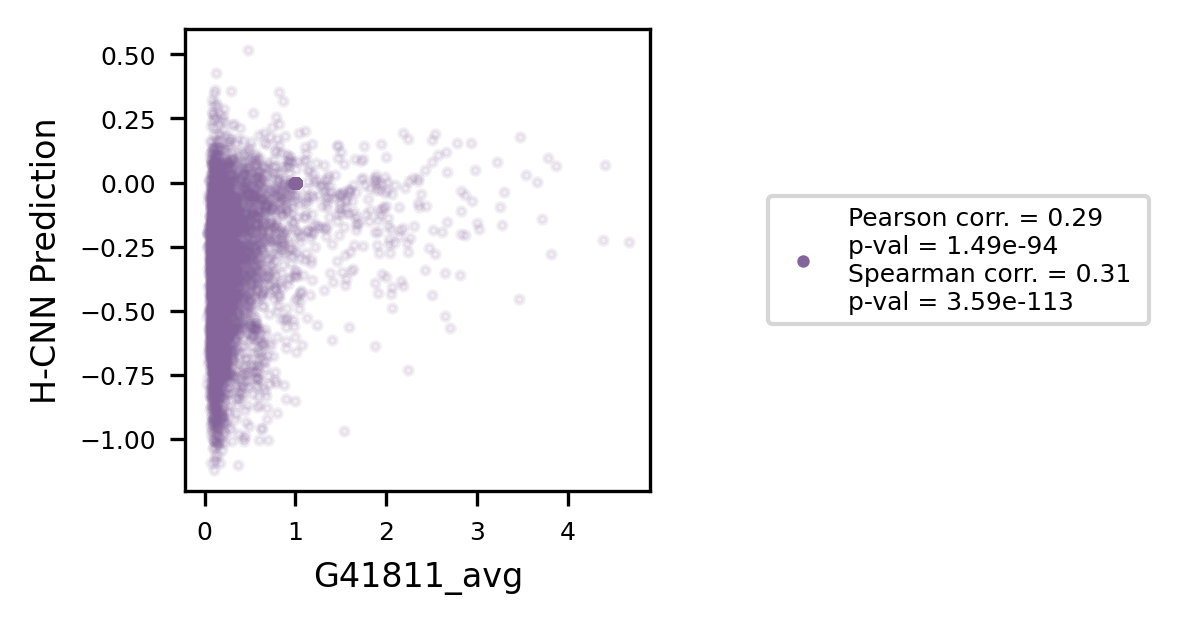 0.50
0.25
0.00
−0.25
−0.50
−0.75
−1.00
H-CNN Prediction
0 1 2 3 4
G41811_avg
Pearson corr. = 0.29
p-val = 1.49e-94
Spearman corr. = 0.31
p-val = 3.59e-113